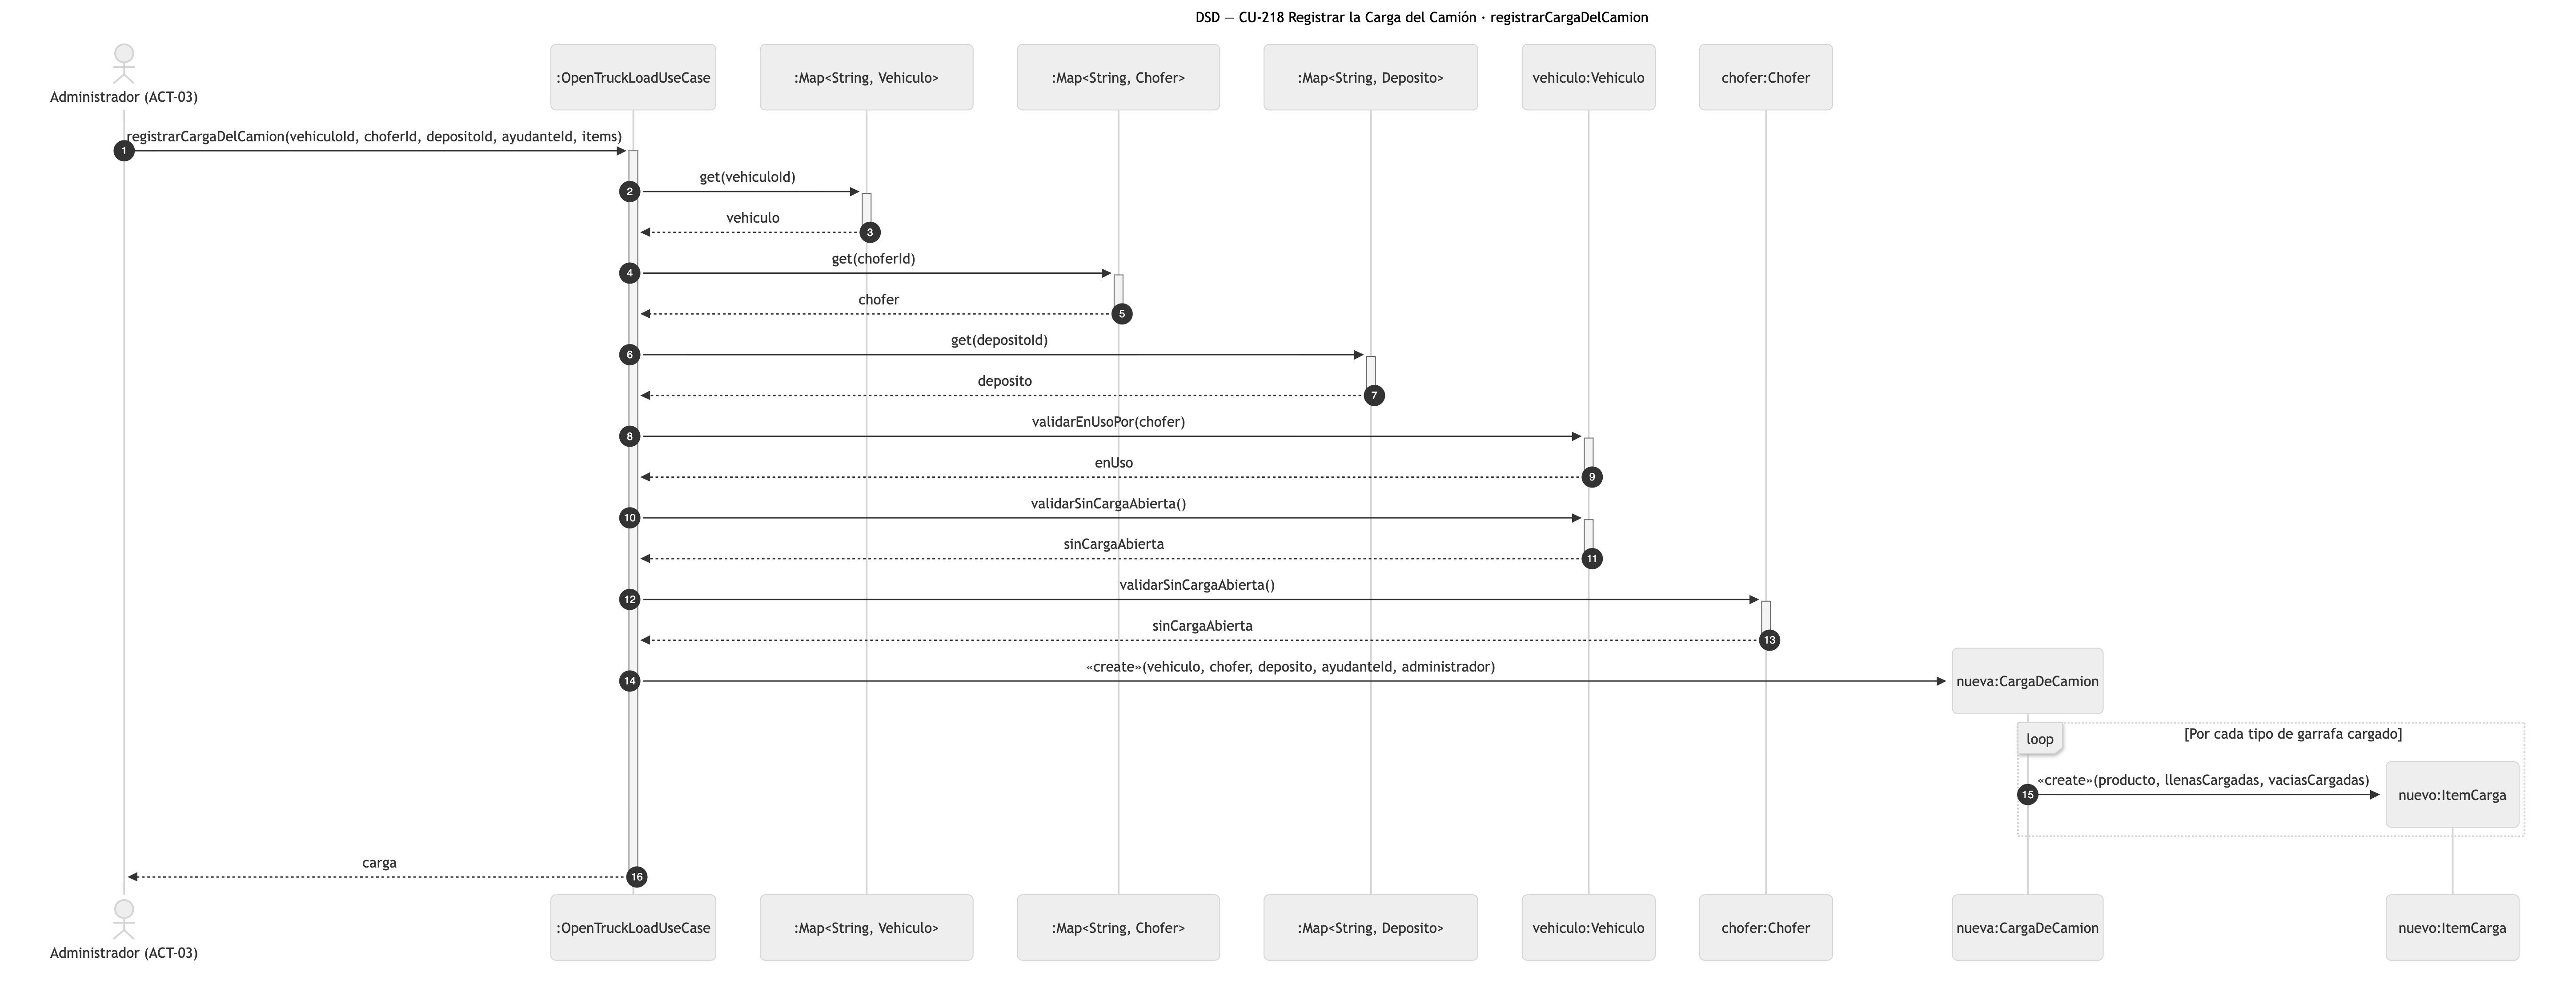 DSD — CU-218 Registrar la Carga del Camión · registrarCargaDelCamion
Administrador (ACT-03)
:OpenTruckLoadUseCase
:Map<String, Vehiculo>
:Map<String, Chofer>
:Map<String, Deposito>
vehiculo:Vehiculo
chofer:Chofer
registrarCargaDelCamion(vehiculoId, choferId, depositoId, ayudanteId, items)
1
get(vehiculoId)
2
vehiculo
3
get(choferId)
4
chofer
5
get(depositoId)
6
deposito
7
validarEnUsoPor(chofer)
8
enUso
9
validarSinCargaAbierta()
10
sinCargaAbierta
11
validarSinCargaAbierta()
12
sinCargaAbierta
13
«create»(vehiculo, chofer, deposito, ayudanteId, administrador)
14
nueva:CargaDeCamion
loop
[Por cada tipo de garrafa cargado]
«create»(producto, llenasCargadas, vaciasCargadas)
15
nuevo:ItemCarga
carga
16
Administrador (ACT-03)
:OpenTruckLoadUseCase
:Map<String, Vehiculo>
:Map<String, Chofer>
:Map<String, Deposito>
vehiculo:Vehiculo
chofer:Chofer
nueva:CargaDeCamion
nuevo:ItemCarga